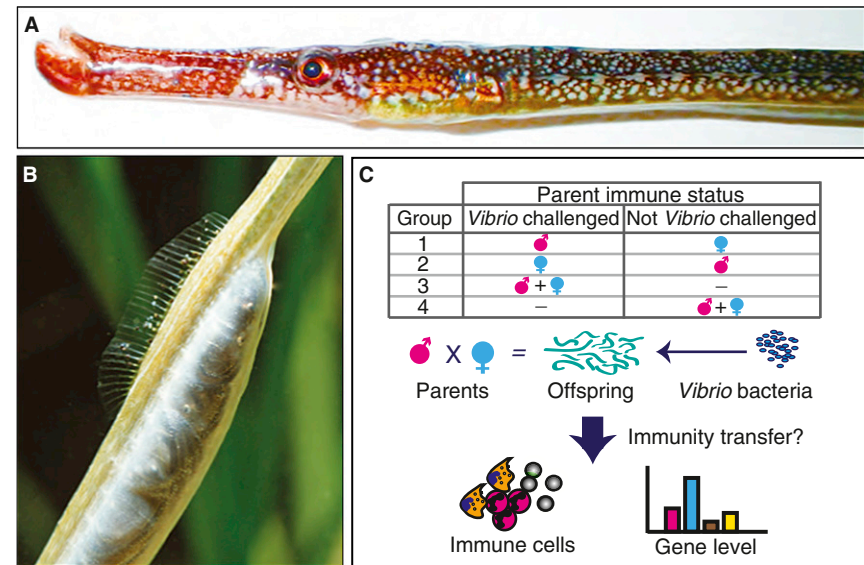 A
B
C
Parent immune status
Group Vibrio challenged Not Vibrio challenged
1 ♂ ♀
2 ♀ ♂
3 ♂ + ♀ –
4 – ♂ + ♀
♂ X ♀ =
Parents Offspring Vibrio bacteria
Immunity transfer?
Immune cells Gene level